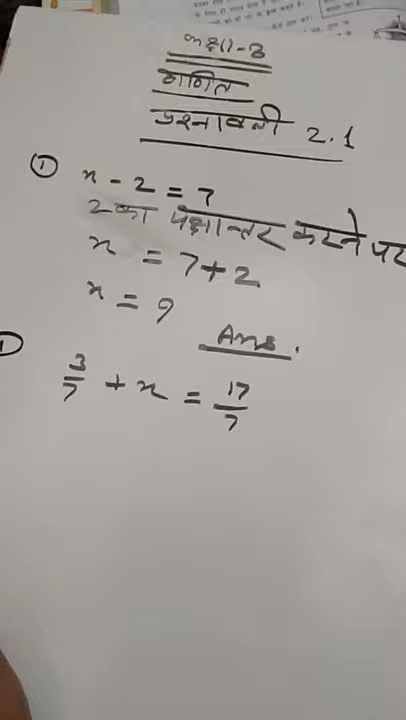 कक्षा-8
गणित
प्रश्नावली 2.1
① x - 2 = 7
2 का पक्षान्तर करने पर
x = 7+2
x = 9
Ans.
3/7 + x = 17/7